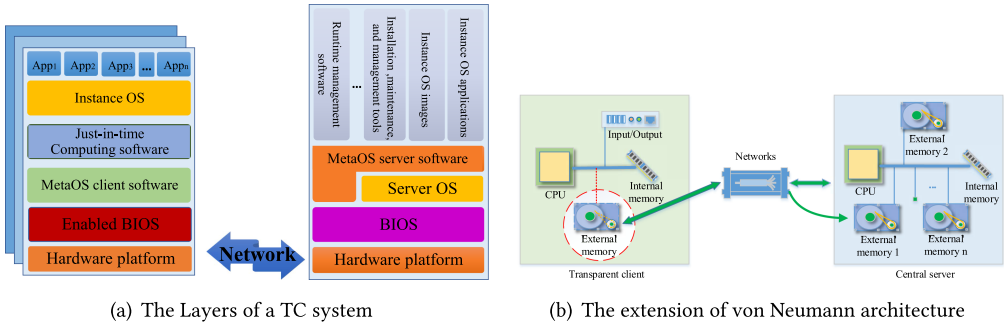 App1 App2 App3 ... Appn
Instance OS
Just-in-time
Computing software
MetaOS client software
Enabled BIOS
Hardware platform
Network
Runtime management
software
...
Installation ,maintenance,
and management tools
Instance OS images
Instance OS applications
MetaOS server software
Server OS
BIOS
Hardware platform
(a) The Layers of a TC system
Input/Output
CPU
Internal
memory
External
memory
Transparent client
Networks
External
memory 2
CPU
Internal
memory
...
External
memory 1
External
memory n
Central server
(b) The extension of von Neumann architecture